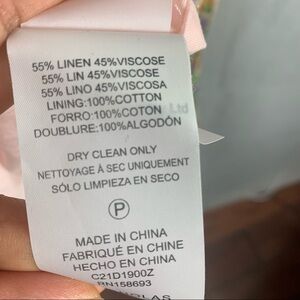 55% LINEN 45%VISCOSE
55% LIN 45%VISCOSE
55% LINO 45%VISCOSA
LINING:100%COTTON
FORRO:100%COTON
DOUBLURE:100%ALGODÓN
DRY CLEAN ONLY
NETTOYAGE À SEC UNIQUEMENT
SÓLO LIMPIEZA EN SECO
P
MADE IN CHINA
FABRIQUÉ EN CHINE
HECHO EN CHINA
C21D1900Z
RN158693